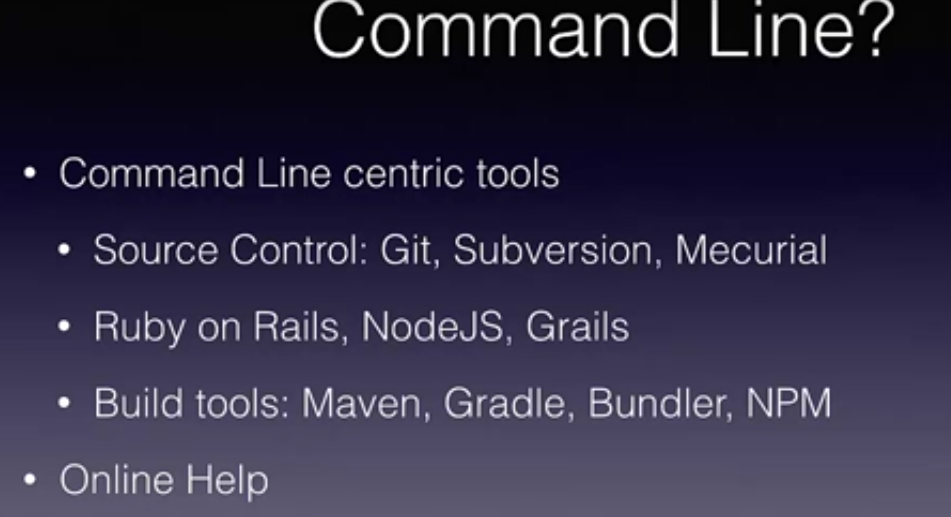 Command Line?
• Command Line centric tools
• Source Control: Git, Subversion, Mecurial
• Ruby on Rails, NodeJS, Grails
• Build tools: Maven, Gradle, Bundler, NPM
• Online Help